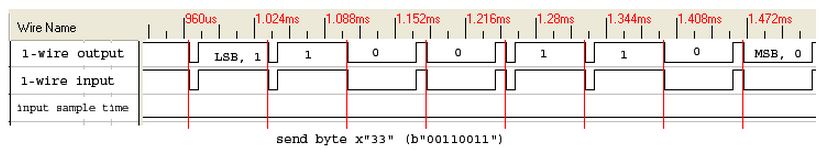 Wire Name
960us 1.024ms 1.088ms 1.152ms 1.216ms 1.28ms 1.344ms 1.408ms 1.472ms
1-wire output LSB, 1 1 0 0 1 1 0 MSB, 0
1-wire input
input sample time
send byte x"33" (b"00110011")